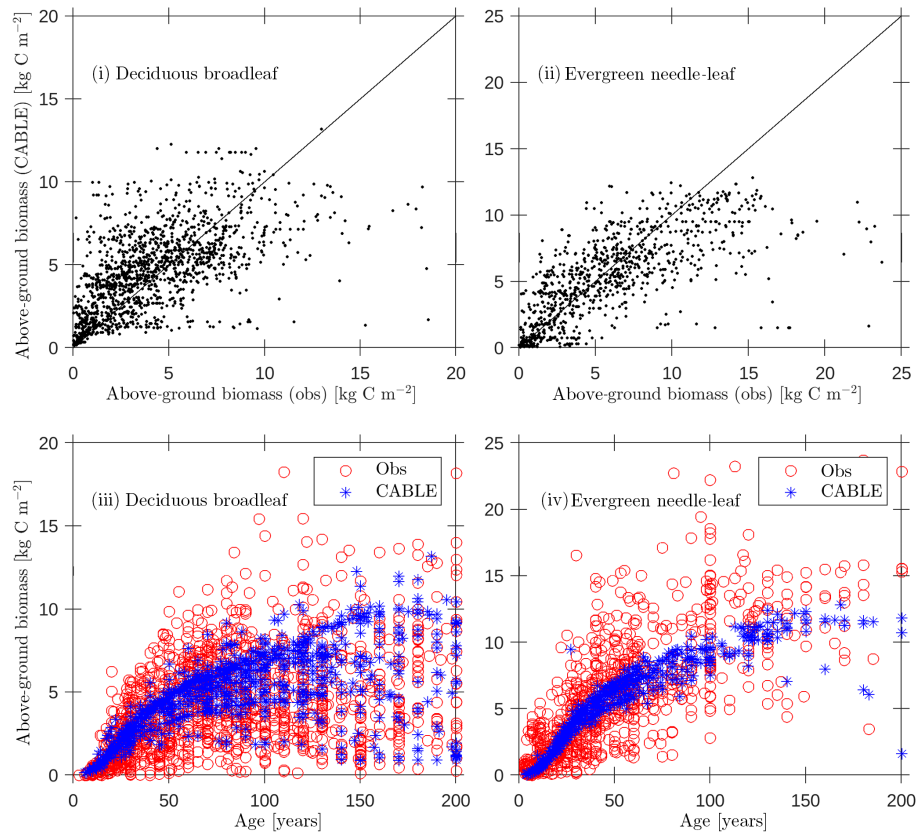 20
15
10
5
0
Above-ground biomass (CABLE) [kg C m⁻²]
(i) Deciduous broadleaf
0 5 10 15 20
Above-ground biomass (obs) [kg C m⁻²]
25
20
15
10
5
0
(ii) Evergreen needle-leaf
0 5 10 15 20 25
Above-ground biomass (obs) [kg C m⁻²]
20
15
10
5
0
Above-ground biomass [kg C m⁻²]
Obs
CABLE
(iii) Deciduous broadleaf
0 50 100 150 200
Age [years]
25
20
15
10
5
0
Obs
CABLE
(iv) Evergreen needle-leaf
0 50 100 150 200
Age [years]